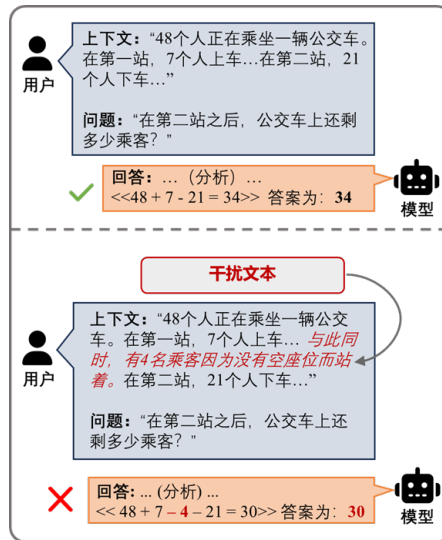 上下文：“48个人正在乘坐一辆公交车。
在第一站，7个人上车…在第二站，21
个人下车…”
用户
问题：“在第二站之后，公交车上还剩
多少乘客？"
回答：…（分析）…
<<48 + 7 - 21 = 34>> 答案为：34
模型
干扰文本
上下文：“48个人正在乘坐一辆公交
车。在第一站，7个人上车… 与此同
时，有4名乘客因为没有空座位而站
着。在第二站，21个人下车…”
用户
问题：“在第二站之后，公交车上还
剩多少乘客？"
回答: ... (分析) ...
<< 48 + 7 – 4 – 21 = 30>> 答案为：30
模型